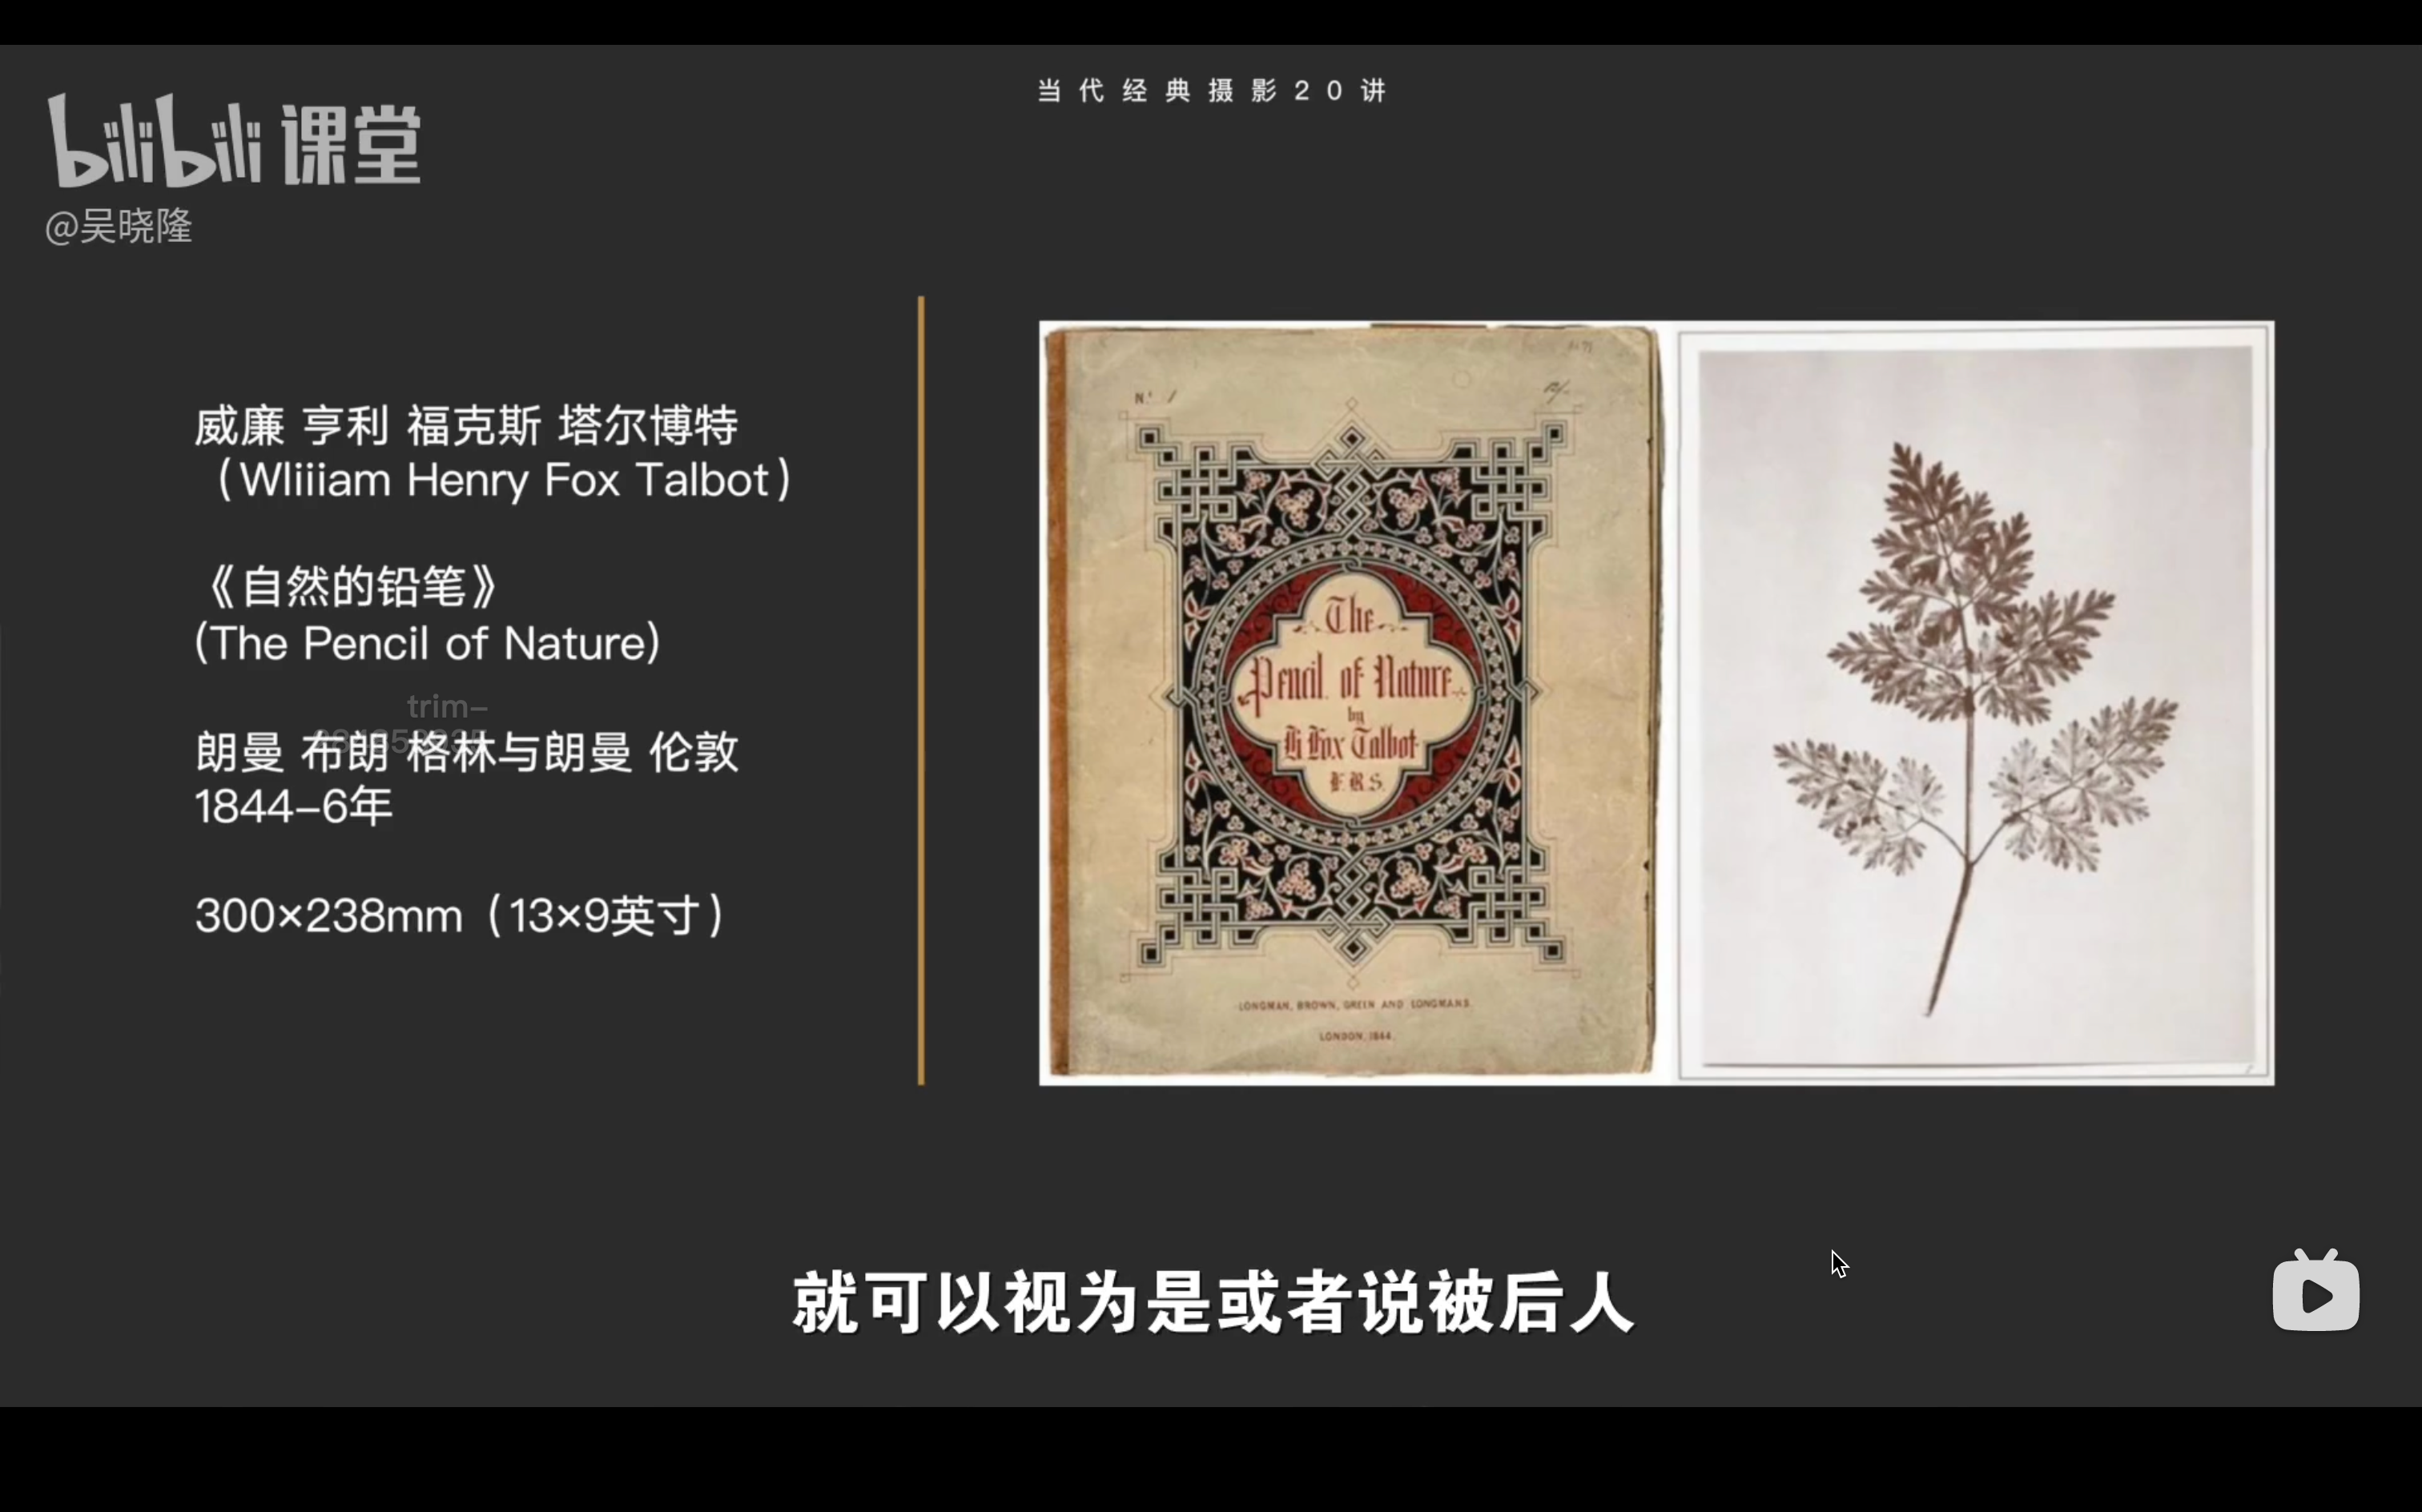 当代经典摄影20讲
bilibili 课堂
@吴晓隆
威廉 亨利 福克斯 塔尔博特
（Wliiiam Henry Fox Talbot）
《自然的铅笔》
(The Pencil of Nature)
trim-
朗曼 布朗 格林与朗曼 伦敦
1844-6年
300×238mm（13×9英寸）
The
Pencil of Nature
by
H Fox Talbot
F.R.S.
LONGMAN, BROWN, GREEN AND LONGMANS.
LONDON, 1844.
就可以视为是或者说被后人